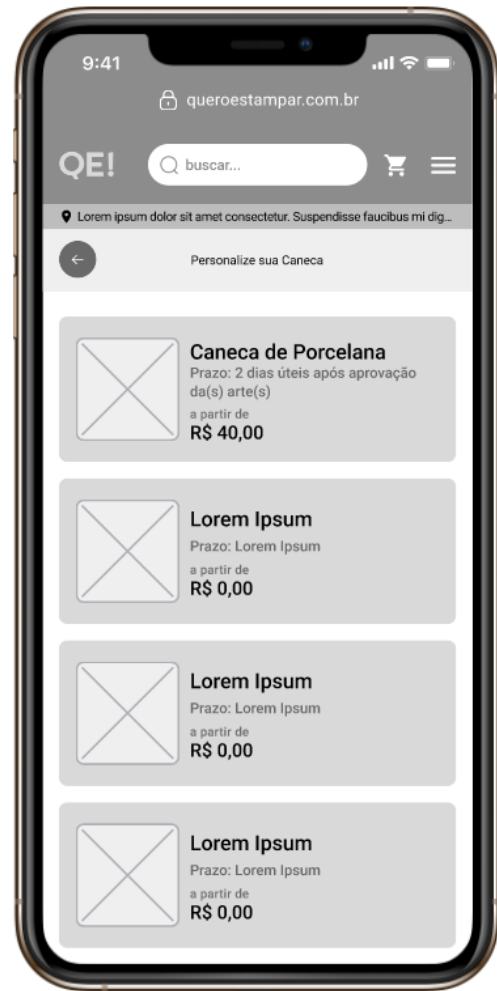 9:41
queroestampar.com.br
QE!
buscar...
Lorem ipsum dolor sit amet consectetur. Suspendisse faucibus mi dig...
Personalize sua Caneca
Caneca de Porcelana
Prazo: 2 dias úteis após aprovação
da(s) arte(s)
a partir de
R$ 40,00
Lorem Ipsum
Prazo: Lorem Ipsum
a partir de
R$ 0,00
Lorem Ipsum
Prazo: Lorem Ipsum
a partir de
R$ 0,00
Lorem Ipsum
Prazo: Lorem Ipsum
a partir de
R$ 0,00